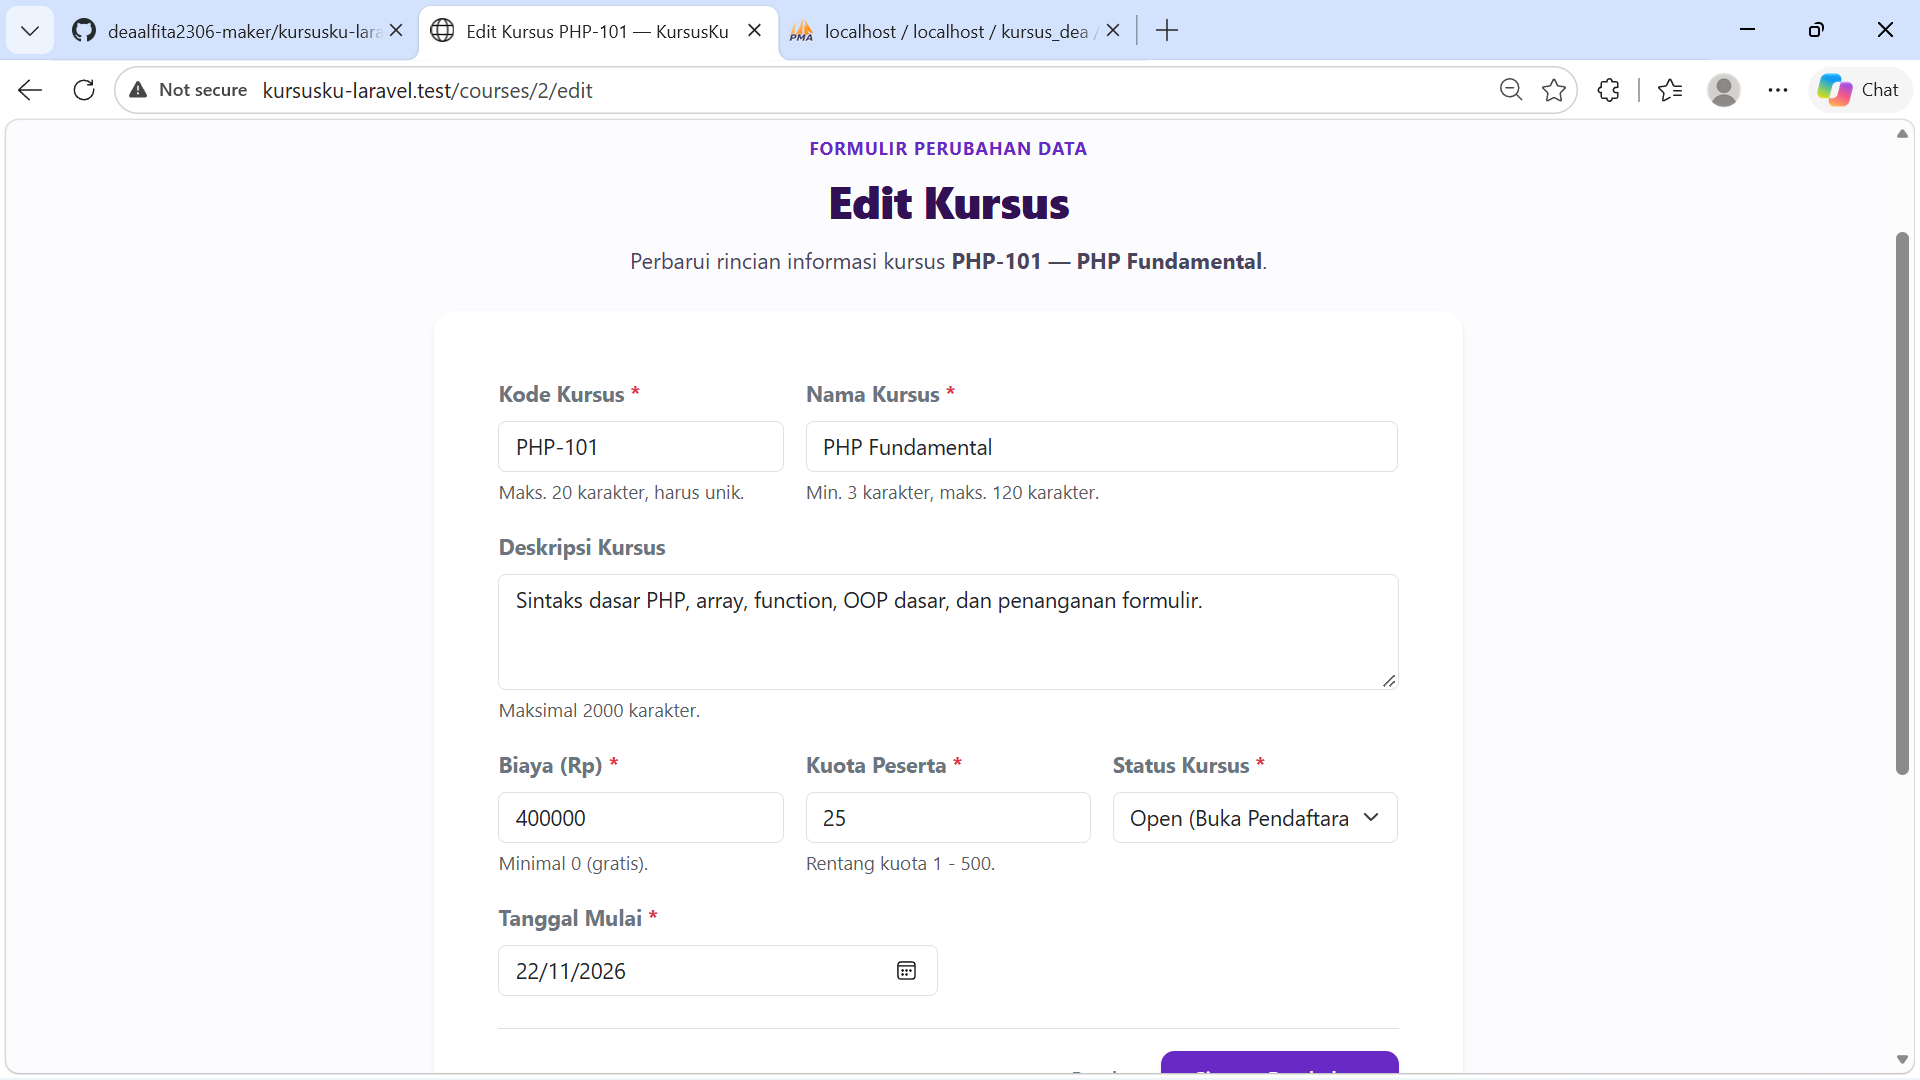 deaalfita2306-maker/kursusku-lara
Edit Kursus PHP-101 — KursusKu
PMA
localhost / localhost / kursus_dea /
Not secure
kursusku-laravel.test/courses/2/edit
Chat
FORMULIR PERUBAHAN DATA
Edit Kursus
Perbarui rincian informasi kursus PHP-101 — PHP Fundamental.
Kode Kursus *
Nama Kursus *
PHP-101
PHP Fundamental
Maks. 20 karakter, harus unik.
Min. 3 karakter, maks. 120 karakter.
Deskripsi Kursus
Sintaks dasar PHP, array, function, OOP dasar, dan penanganan formulir.
Maksimal 2000 karakter.
Biaya (Rp) *
Kuota Peserta *
Status Kursus *
400000
25
Open (Buka Pendaftara
Minimal 0 (gratis).
Rentang kuota 1 - 500.
Tanggal Mulai *
22/11/2026